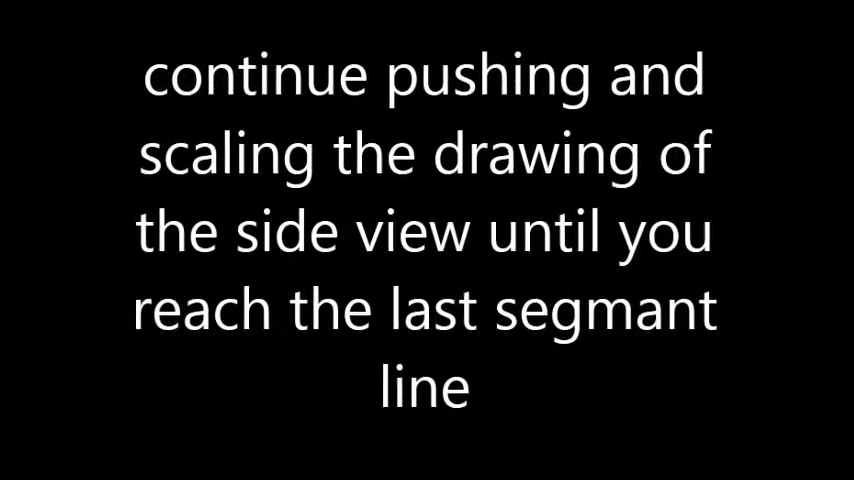 continue pushing and
scaling the drawing of
the side view until you
reach the last segmant
line